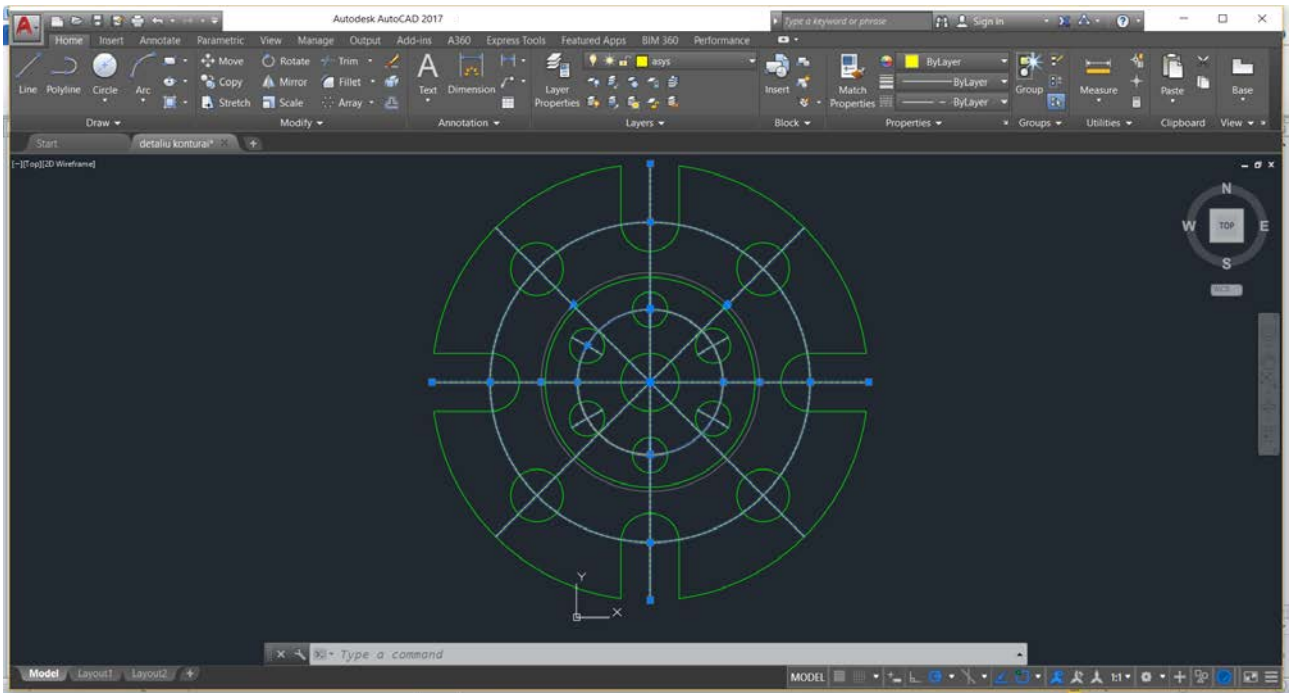 Autodesk AutoCAD 2017
Type a keyword or phrase
Sign In
Home Insert Annotate Parametric View Manage Output Add-ins A360 Express Tools Featured Apps BIM 360 Performance
Line Polyline Circle Arc
Move Rotate Trim
Copy Mirror Fillet
Stretch Scale Array
Text Dimension
Layer Properties
asys
Insert
Match Properties
ByLayer
ByLayer
ByLayer
Group
Measure
Paste
Base
Draw Modify Annotation Layers Block Properties Groups Utilities Clipboard View
Start detaliu konturai*
[-][Top][2D Wireframe]
N
W TOP E
S
WCS
Y
X
Type a command
Model Layout1 Layout2 +
MODEL 1:1